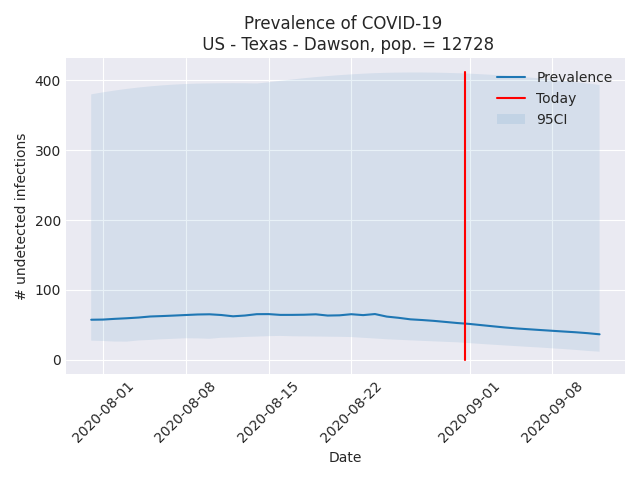 Prevalence of COVID-19
US - Texas - Dawson, pop. = 12728
Prevalence
Today
95CI
# undetected infections
400
300
200
100
0
2020-08-01
2020-08-08
2020-08-15
2020-08-22
2020-09-01
2020-09-08
Date